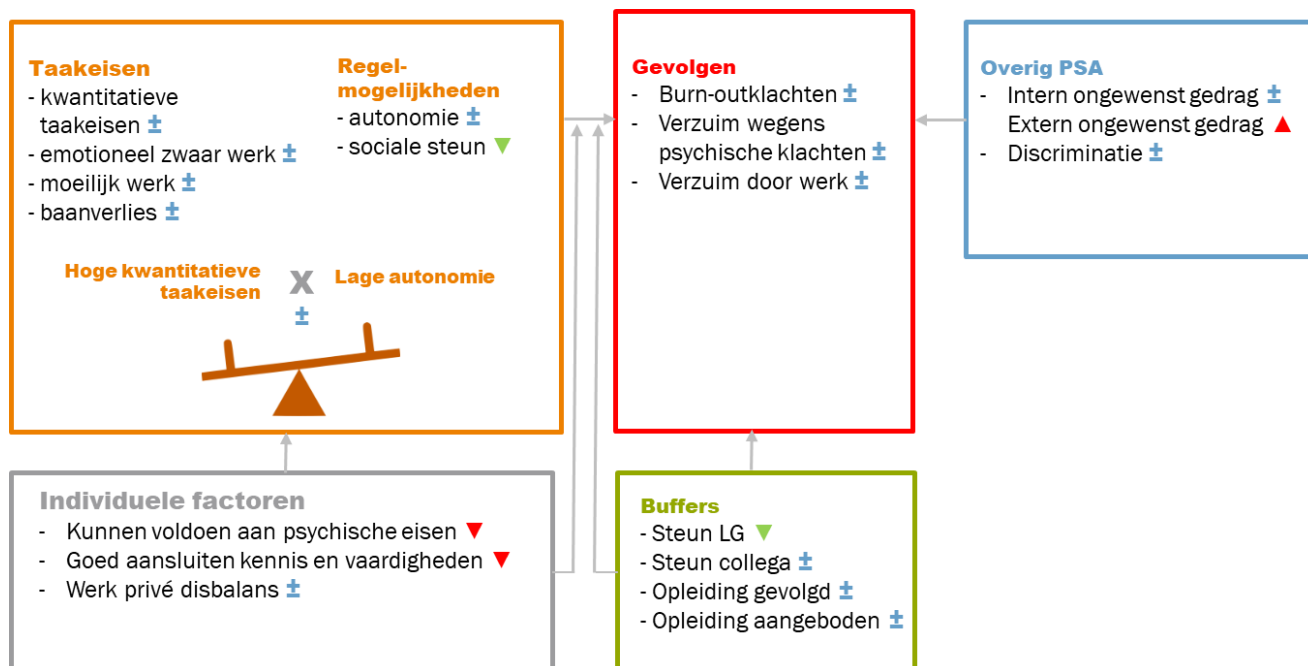 Taakeisen
- kwantitatieve
taakeisen ±
- emotioneel zwaar werk ±
- moeilijk werk ±
- baanverlies ±
Regel-
mogelijkheden
- autonomie ±
- sociale steun ▼
Hoge kwantitatieve
taakeisen
X
±
Lage autonomie
Gevolgen
- Burn-outklachten ±
- Verzuim wegens
psychische klachten ±
- Verzuim door werk ±
Overig PSA
- Intern ongewenst gedrag ±
Extern ongewenst gedrag ▲
- Discriminatie ±
Individuele factoren
- Kunnen voldoen aan psychische eisen ▼
- Goed aansluiten kennis en vaardigheden ▼
- Werk privé disbalans ±
Buffers
- Steun LG ▼
- Steun collega ±
- Opleiding gevolgd ±
- Opleiding aangeboden ±